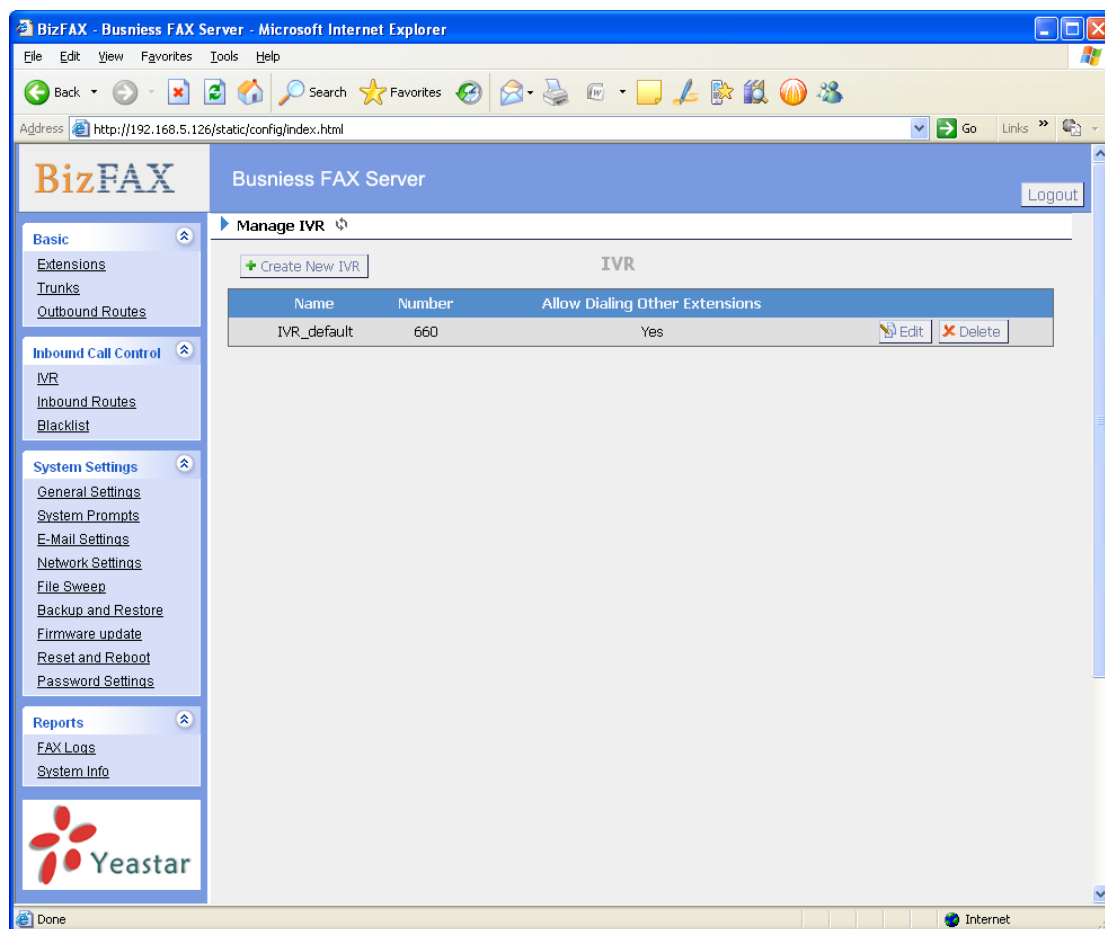 BizFAX - Busniess FAX Server - Microsoft Internet Explorer
File Edit View Favorites Tools Help
Back Search Favorites
Address http://192.168.5.126/static/config/index.html Go Links »
BizFAX
Busniess FAX Server
Logout
Manage IVR
Create New IVR
IVR
Name Number Allow Dialing Other Extensions
IVR_default 660 Yes Edit Delete
Basic
Extensions
Trunks
Outbound Routes
Inbound Call Control
IVR
Inbound Routes
Blacklist
System Settings
General Settings
System Prompts
E-Mail Settings
Network Settings
File Sweep
Backup and Restore
Firmware update
Reset and Reboot
Password Settings
Reports
FAX Logs
System Info
Yeastar
Done Internet